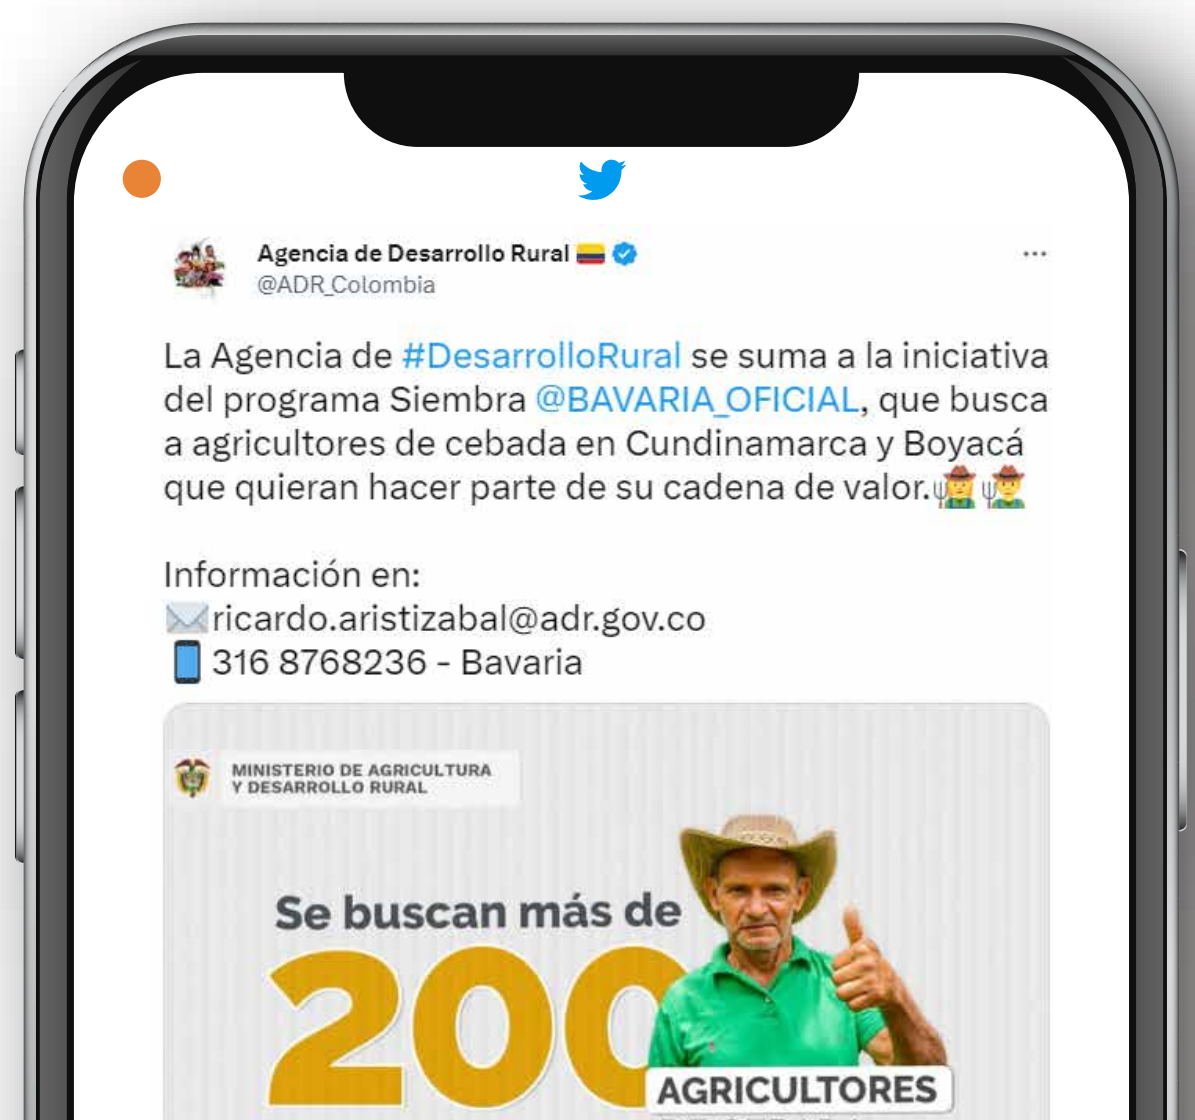 Agencia de Desarrollo Rural
@ADR_Colombia
La Agencia de #DesarrolloRural se suma a la iniciativa
del programa Siembra @BAVARIA_OFICIAL, que busca
a agricultores de cebada en Cundinamarca y Boyacá
que quieran hacer parte de su cadena de valor.
Información en:
ricardo.aristizabal@adr.gov.co
316 8768236 - Bavaria
MINISTERIO DE AGRICULTURA
Y DESARROLLO RURAL
Se buscan más de
200
AGRICULTORES